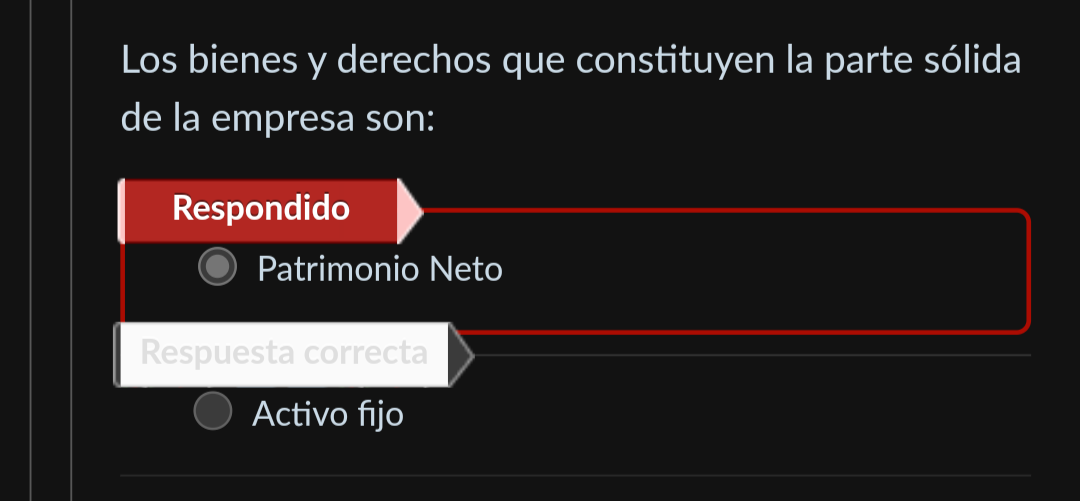 Los bienes y derechos que constituyen la parte sólida
de la empresa son:
Respondido
Patrimonio Neto
Respuesta correcta
Activo fijo